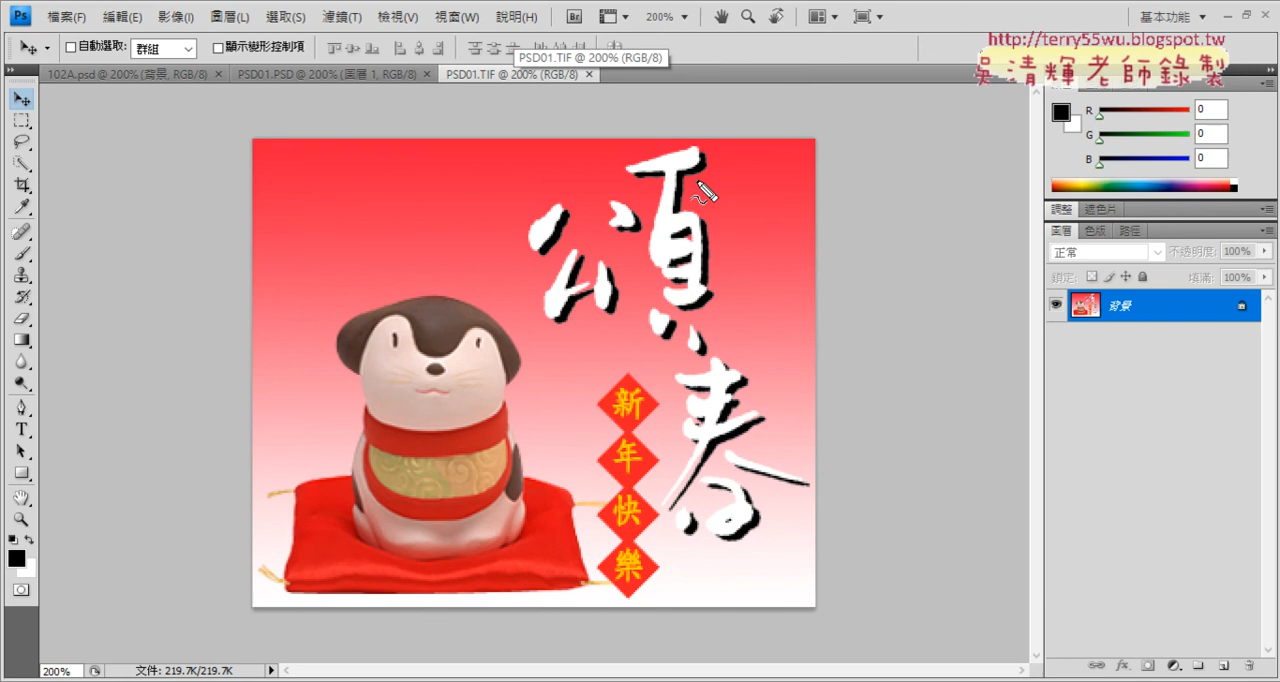 Ps 檔案(F) 編輯(E) 影像(I) 圖層(L) 選取(S) 濾鏡(T) 檢視(V) 視窗(W) 說明(H) Br 200% 基本功能
自動選取: 群組 顯示變形控制項
http://terry55wu.blogspot.tw
吳清輝老師錄製
PSD01.TIF @ 200% (RGB/8)
102A.psd @ 200% (背景, RGB/8) × PSD01.PSD @ 200% (圖層 1, RGB/8) × PSD01.TIF @ 200% (RGB/8) ×
R 0
G 0
B 0
調整 遮色片
圖層 色版 路徑
正常 不透明度: 100%
鎖定: 填滿: 100%
背景
頌春
新年快樂
200% 文件: 219.7K/219.7K